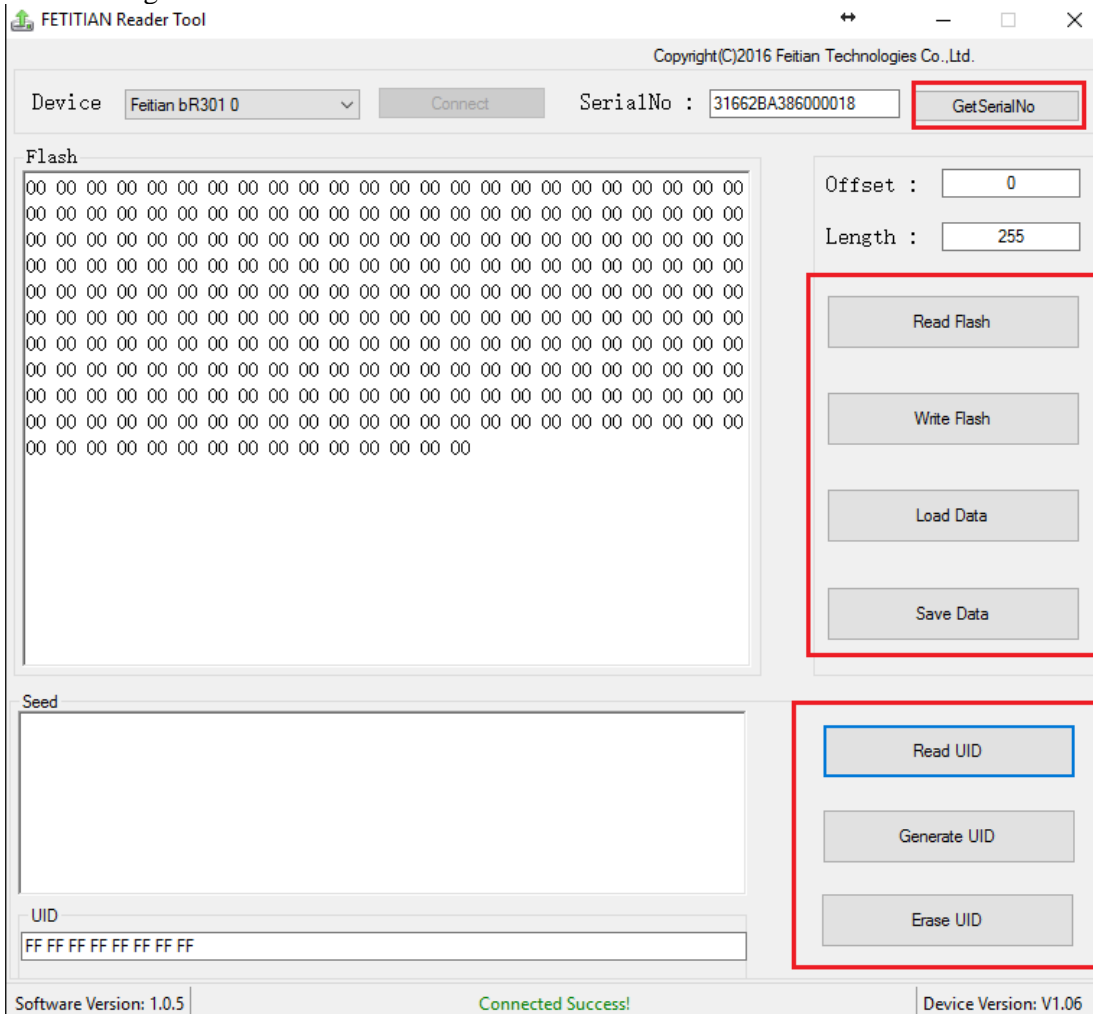 FETITIAN Reader Tool
Copyright(C)2016 Feitian Technologies Co.,Ltd.
Device Feitian bR301 0 Connect SerialNo : 31662BA386000018 GetSerialNo
Flash
00 00 00 00 00 00 00 00 00 00 00 00 00 00 00 00 00 00 00 00 00 00 00 00
00 00 00 00 00 00 00 00 00 00 00 00 00 00 00 00 00 00 00 00 00 00 00 00
00 00 00 00 00 00 00 00 00 00 00 00 00 00 00 00 00 00 00 00 00 00 00 00
00 00 00 00 00 00 00 00 00 00 00 00 00 00 00 00 00 00 00 00 00 00 00 00
00 00 00 00 00 00 00 00 00 00 00 00 00 00 00 00 00 00 00 00 00 00 00 00
00 00 00 00 00 00 00 00 00 00 00 00 00 00 00 00 00 00 00 00 00 00 00 00
00 00 00 00 00 00 00 00 00 00 00 00 00 00 00 00 00 00 00 00 00 00 00 00
00 00 00 00 00 00 00 00 00 00 00 00 00 00 00 00 00 00 00 00 00 00 00 00
00 00 00 00 00 00 00 00 00 00 00 00 00 00 00 00 00 00 00 00 00 00 00 00
00 00 00 00 00 00 00 00 00 00 00 00 00 00 00 00 00 00 00 00 00 00 00 00
00 00 00 00 00 00 00 00 00 00 00 00 00 00 00
Offset : 0
Length : 255
Read Flash
Write Flash
Load Data
Save Data
Seed
Read UID
Generate UID
Erase UID
UID
FF FF FF FF FF FF FF FF
Software Version: 1.0.5 Connected Success! Device Version: V1.06